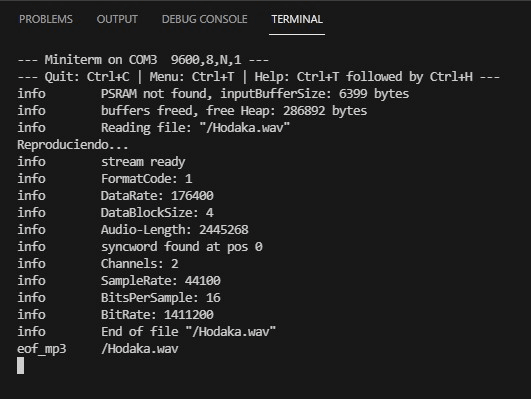 PROBLEMS OUTPUT DEBUG CONSOLE TERMINAL
--- Miniterm on COM3  9600,8,N,1 ---
--- Quit: Ctrl+C | Menu: Ctrl+T | Help: Ctrl+T followed by Ctrl+H ---
info PSRAM not found, inputBufferSize: 6399 bytes
info buffers freed, free Heap: 286892 bytes
info Reading file: "/Hodaka.wav"
Reproduciendo...
info stream ready
info FormatCode: 1
info DataRate: 176400
info DataBlockSize: 4
info Audio-Length: 2445268
info syncword found at pos 0
info Channels: 2
info SampleRate: 44100
info BitsPerSample: 16
info BitRate: 1411200
info End of file "/Hodaka.wav"
eof_mp3 /Hodaka.wav